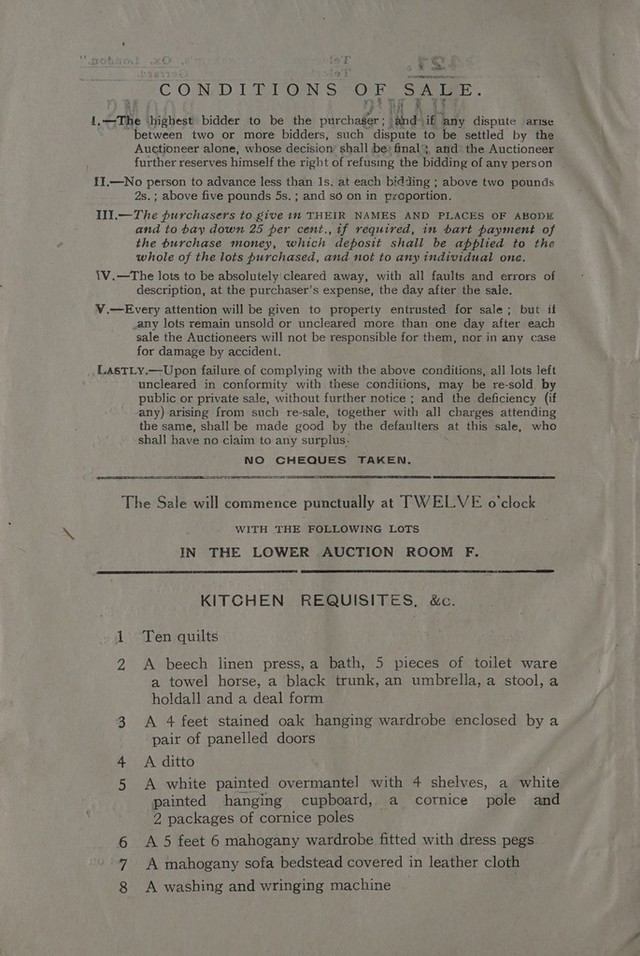 CONDITIONS OF SALE.
I.—The highest bidder to be the purchaser; and if any dispute arise
between two or more bidders, such dispute to be settled by the
Auctioneer alone, whose decision shall be final; and the Auctioneer
further reserves himself the right of refusing the bidding of any person
II.—No person to advance less than 1s. at each bidding; above two pounds
2s.; above five pounds 5s.; and so on in proportion.
III.—The purchasers to give in THEIR NAMES AND PLACES OF ABODE
and to pay down 25 per cent., if required, in part payment of
the purchase money, which deposit shall be applied to the
whole of the lots purchased, and not to any individual one.
IV.—The lots to be absolutely cleared away, with all faults and errors of
description, at the purchaser's expense, the day after the sale.
V.—Every attention will be given to property entrusted for sale; but if
any lots remain unsold or uncleared more than one day after each
sale the Auctioneers will not be responsible for them, nor in any case
for damage by accident.
LASTLY.—Upon failure of complying with the above conditions, all lots left
uncleared in conformity with these conditions, may be re-sold by
public or private sale, without further notice; and the deficiency (if
any) arising from such re-sale, together with all charges attending
the same, shall be made good by the defaulters at this sale, who
shall have no claim to any surplus.
NO CHEQUES TAKEN.
The Sale will commence punctually at TWELVE o'clock
WITH THE FOLLOWING LOTS
IN THE LOWER AUCTION ROOM F.
KITCHEN REQUISITES, &c.
1 Ten quilts
2 A beech linen press, a bath, 5 pieces of toilet ware
a towel horse, a black trunk, an umbrella, a stool, a
holdall and a deal form
3 A 4 feet stained oak hanging wardrobe enclosed by a
pair of panelled doors
4 A ditto
5 A white painted overmantel with 4 shelves, a white
painted hanging cupboard, a cornice pole and
2 packages of cornice poles
6 A 5 feet 6 mahogany wardrobe fitted with dress pegs
7 A mahogany sofa bedstead covered in leather cloth
8 A washing and wringing machine